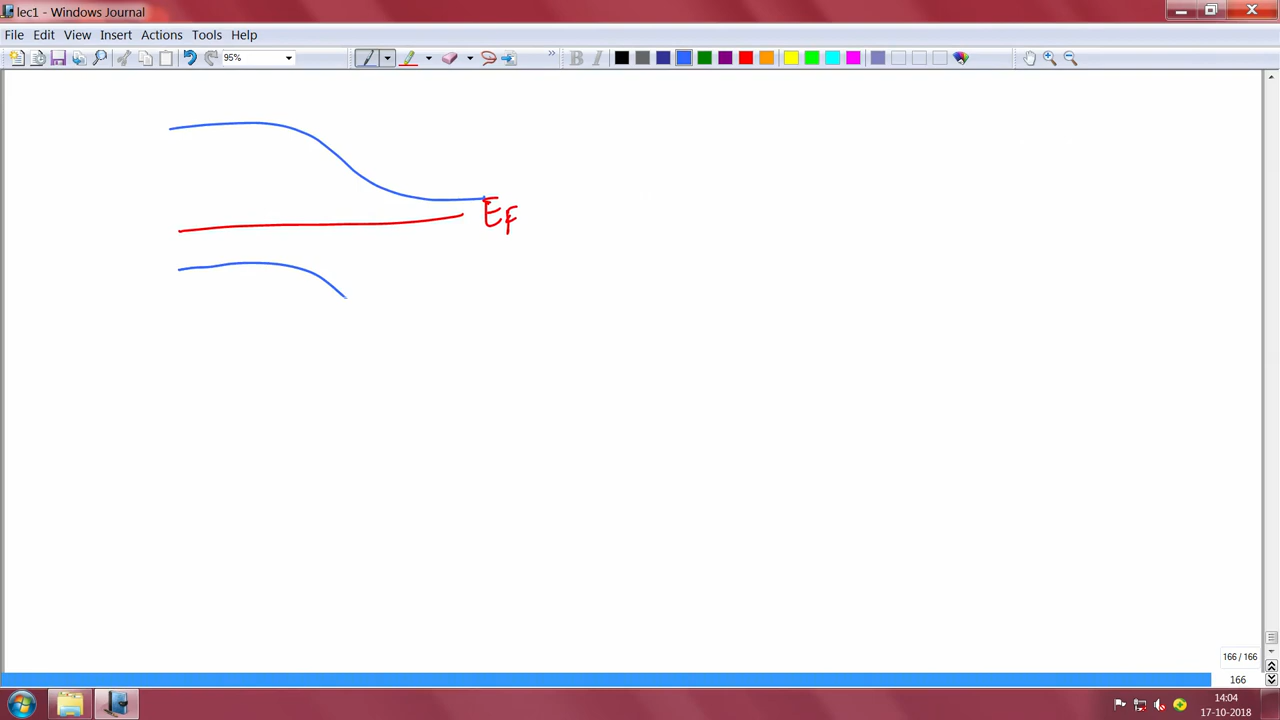 lec1 - Windows Journal
File Edit View Insert Actions Tools Help
95%
B I
E_F
166 / 166
166
14:04
17-10-2018